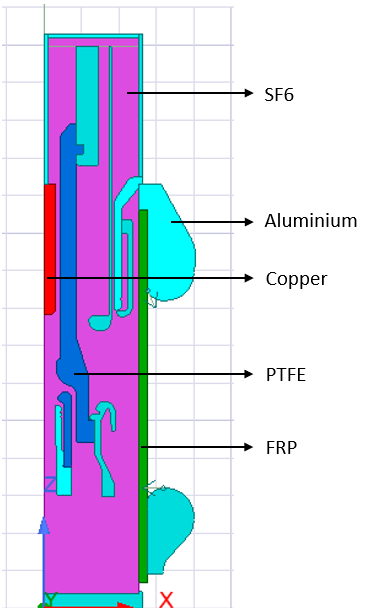 SF6
Aluminium
Copper
PTFE
FRP
Z
Y
X